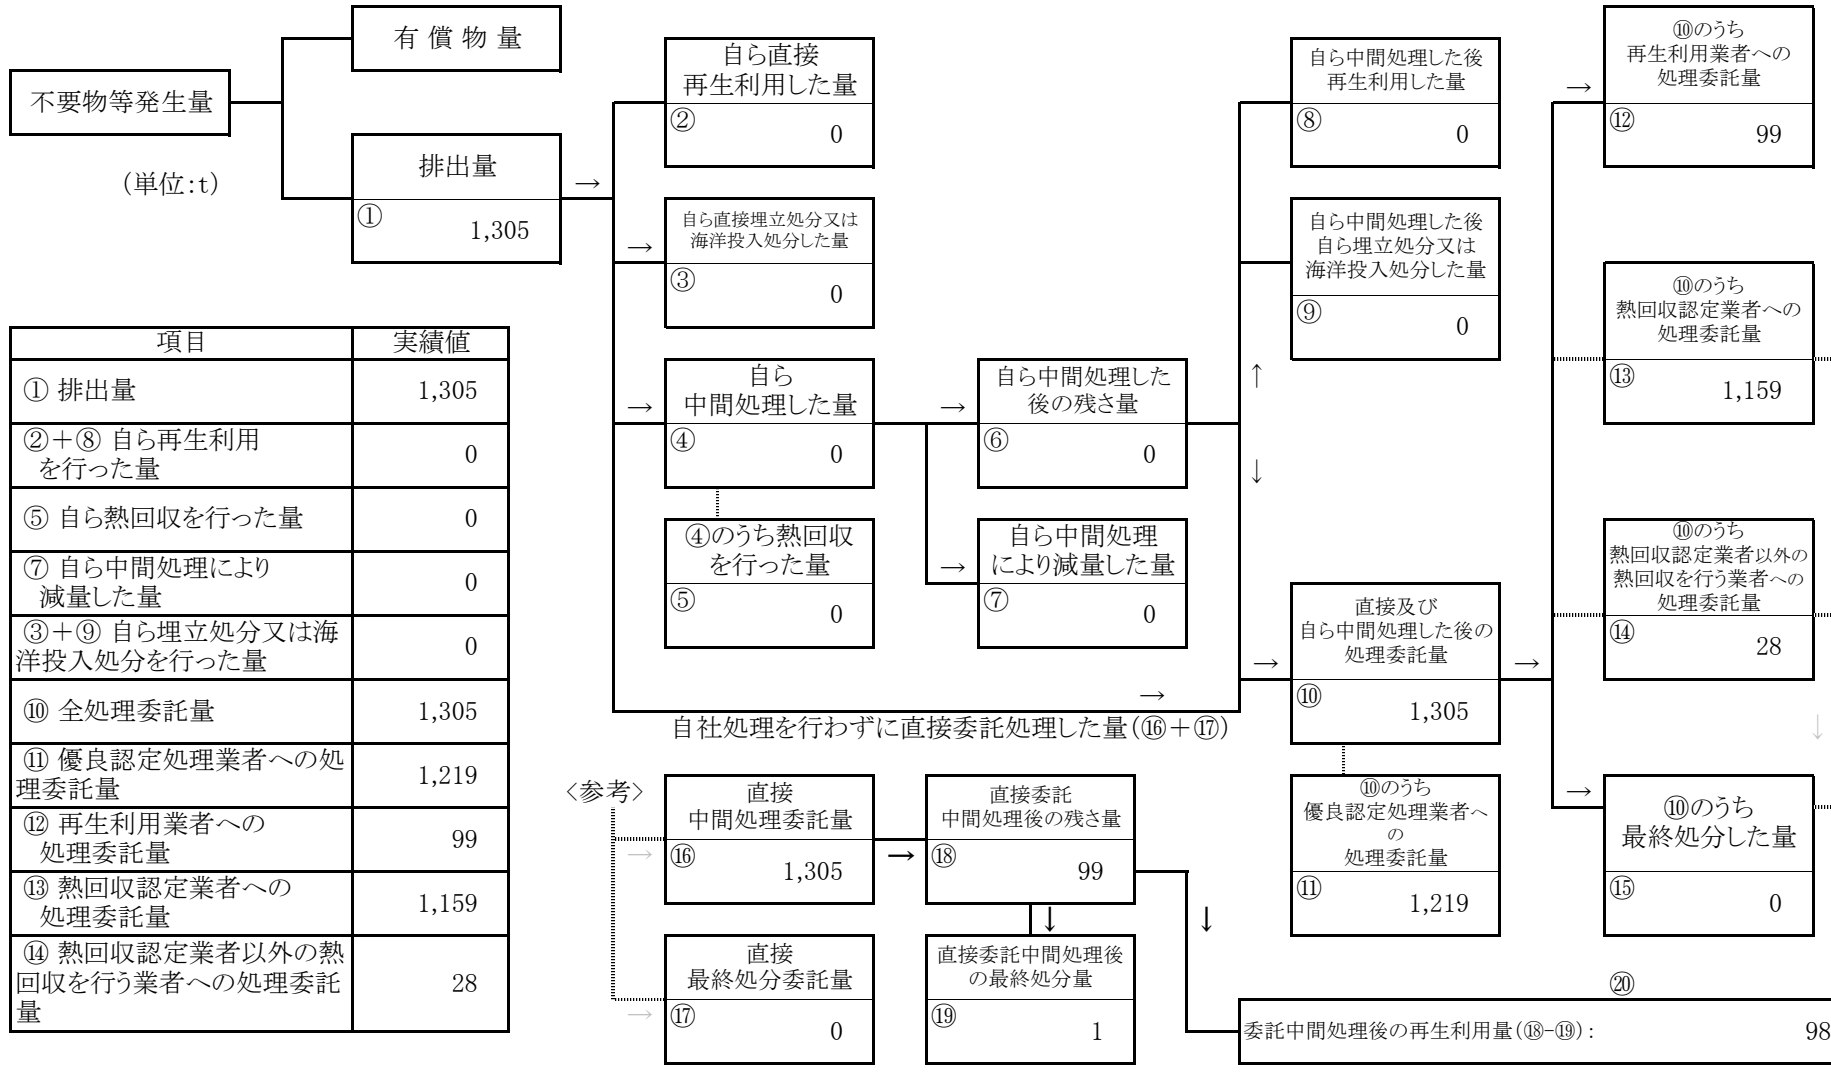 有 償 物 量
不要物等発生量
(単位:t)
排出量
①
1,305
→
自ら直接
再生利用した量
②
0
→
自ら直接埋立処分又は
海洋投入処分した量
③
0
→
自ら
中間処理した量
④
0
④のうち熱回収
を行った量
⑤
0
→
自ら中間処理した
後の残さ量
⑥
0
→
自ら中間処理
により減量した量
⑦
0
自ら中間処理した後
再生利用した量
⑧
0
自ら中間処理した後
自ら埋立処分又は
海洋投入処分した量
⑨
0
↑
↓
→
自社処理を行わずに直接委託処理した量(⑯+⑰)
→
直接及び
自ら中間処理した後の
処理委託量
⑩
1,305
⑩のうち
優良認定処理業者へ
の
処理委託量
⑪
1,219
→
→
⑩のうち
再生利用業者への
処理委託量
⑫
99
⑩のうち
熱回収認定業者への
処理委託量
⑬
1,159
⑩のうち
熱回収認定業者以外の
熱回収を行う業者への
処理委託量
⑭
28
↓
→
⑩のうち
最終処分した量
⑮
0
項目 実績値
① 排出量 1,305
②+⑧ 自ら再生利用
を行った量 0
⑤ 自ら熱回収を行った量 0
⑦ 自ら中間処理により
減量した量 0
③+⑨ 自ら埋立処分又は海
洋投入処分を行った量 0
⑩ 全処理委託量 1,305
⑪ 優良認定処理業者への処
理委託量 1,219
⑫ 再生利用業者への
処理委託量 99
⑬ 熱回収認定業者への
処理委託量 1,159
⑭ 熱回収認定業者以外の熱
回収を行う業者への処理委託
量 28
<参考>
→
直接
中間処理委託量
⑯
1,305
→
直接委託
中間処理後の残さ量
⑱
99
↓
↓
→
直接
最終処分委託量
⑰
0
直接委託中間処理後
の最終処分量
⑲
1
⑳
委託中間処理後の再生利用量(⑱-⑲): 98